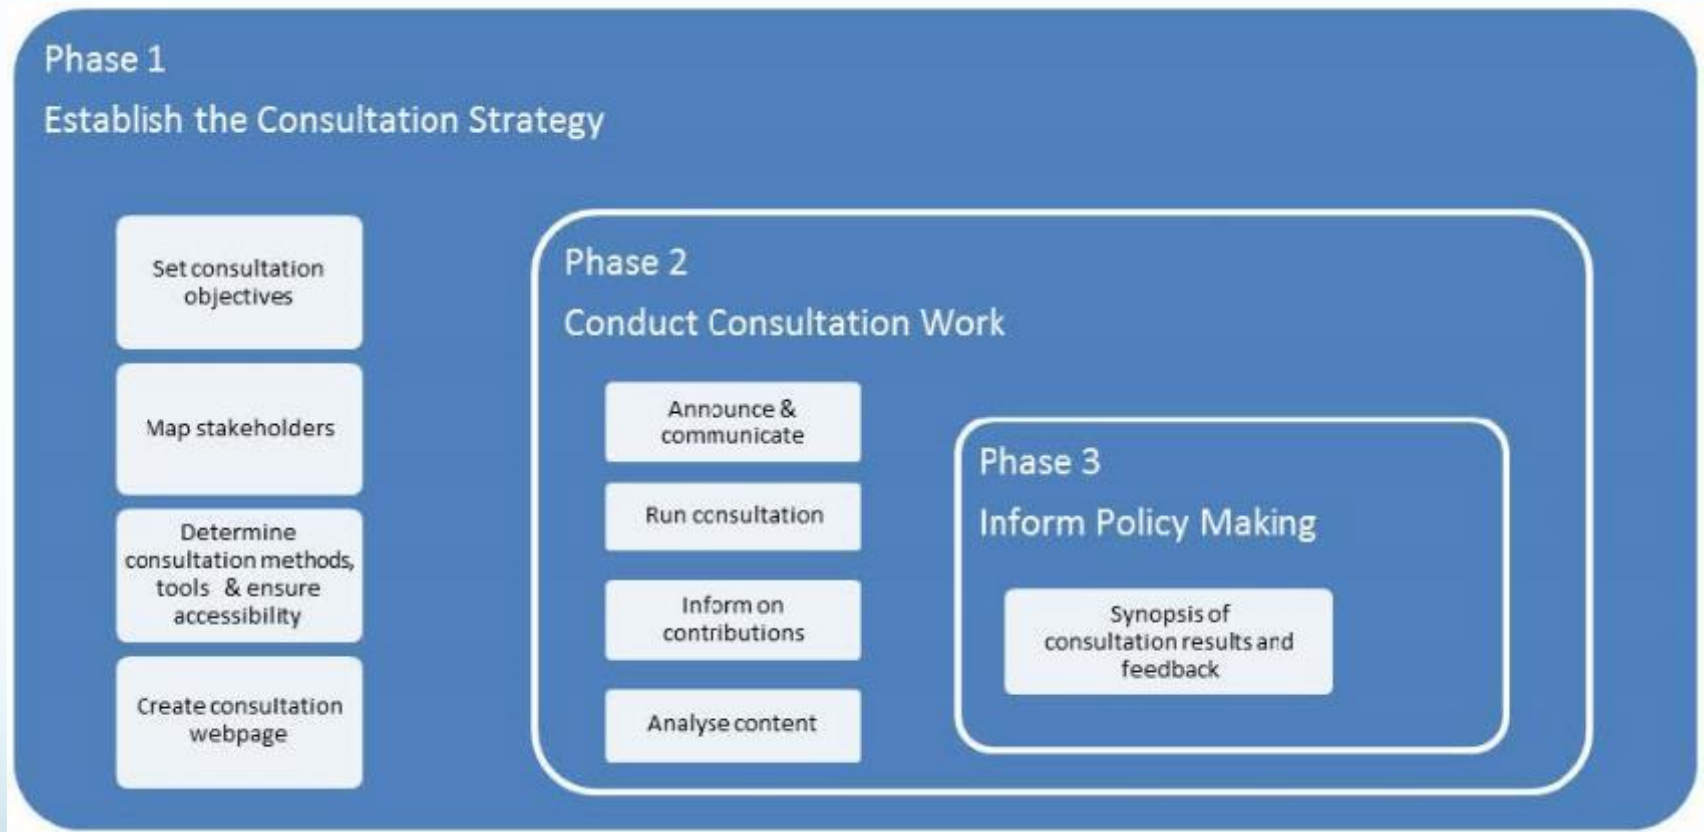 Phase 1
Establish the Consultation Strategy
Set consultation
objectives
Map stakeholders
Determine
consultation methods,
tools & ensure
accessibility
Create consultation
webpage
Phase 2
Conduct Consultation Work
Announce &
communicate
Run consultation
Inform on
contributions
Analyse content
Phase 3
Inform Policy Making
Synopsis of
consultation results and
feedback